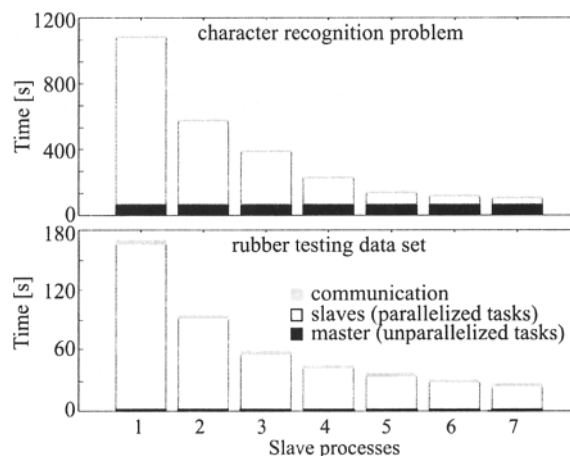 1200
character recognition problem
800
400
0
Time [s]
180
rubber testing data set
120
60
0
Time [s]
communication
slaves (parallelized tasks)
master (unparallelized tasks)
1 2 3 4 5 6 7
Slave processes